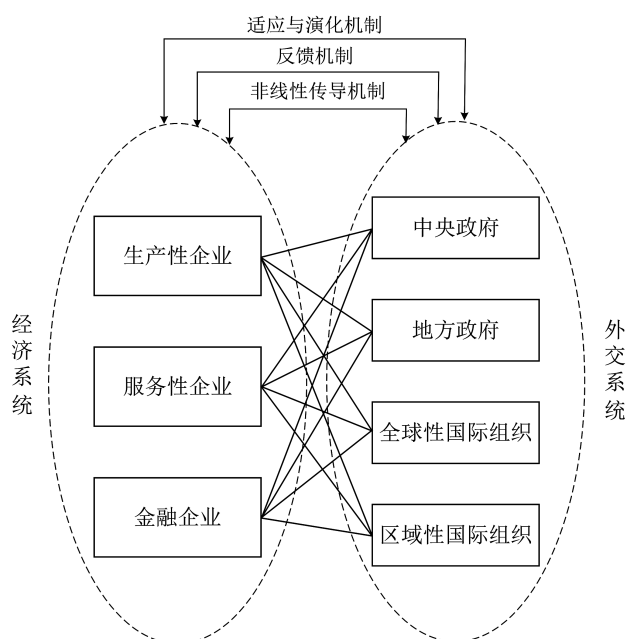 适应与演化机制
反馈机制
非线性传导机制
经济系统
生产性企业
服务性企业
金融企业
中央政府
地方政府
全球性国际组织
区域性国际组织
外交系统